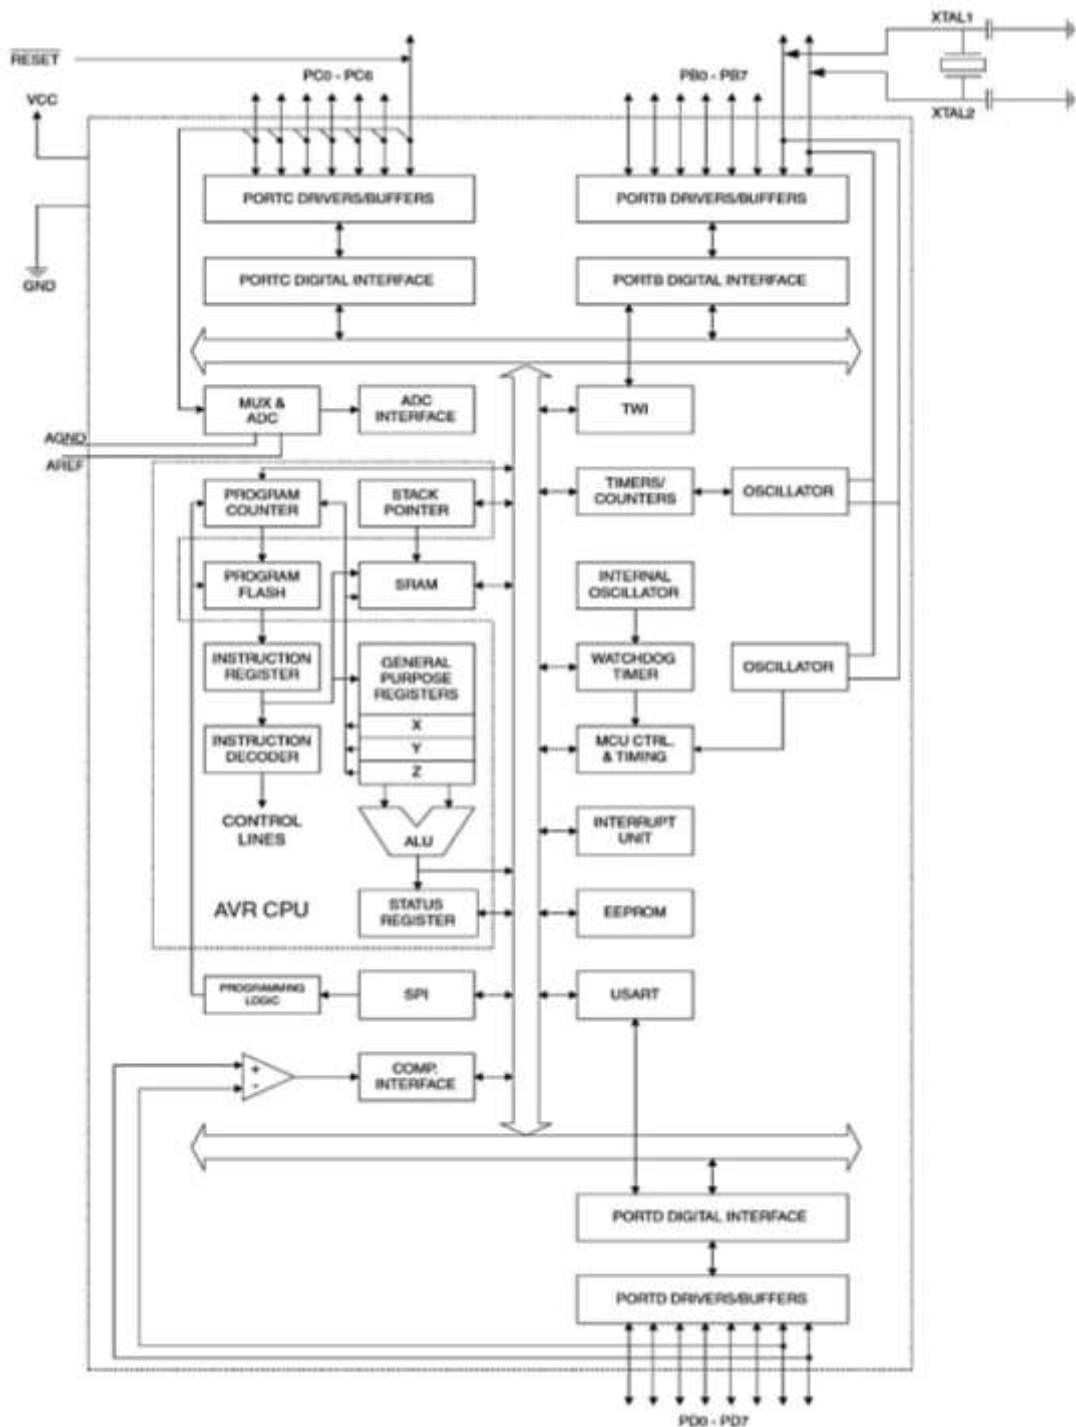 XTAL1
RESET
PC0 - PC6
PB0 - PB7
VCC
XTAL2
PORTC DRIVERS/BUFFERS
PORTB DRIVERS/BUFFERS
PORTC DIGITAL INTERFACE
PORTB DIGITAL INTERFACE
GND
MUX &
ADC
ADC
INTERFACE
TWI
AGND
AREF
PROGRAM
COUNTER
STACK
POINTER
TIMERS/
COUNTERS
OSCILLATOR
PROGRAM
FLASH
SRAM
INTERNAL
OSCILLATOR
INSTRUCTION
REGISTER
GENERAL
PURPOSE
REGISTERS
WATCHDOG
TIMER
OSCILLATOR
X
Y
Z
INSTRUCTION
DECODER
MCU CTRL.
& TIMING
CONTROL
LINES
ALU
INTERRUPT
UNIT
AVR CPU
STATUS
REGISTER
EEPROM
PROGRAMMING
LOGIC
SPI
USART
+
-
COMP.
INTERFACE
PORTD DIGITAL INTERFACE
PORTD DRIVERS/BUFFERS
PD0 - PD7